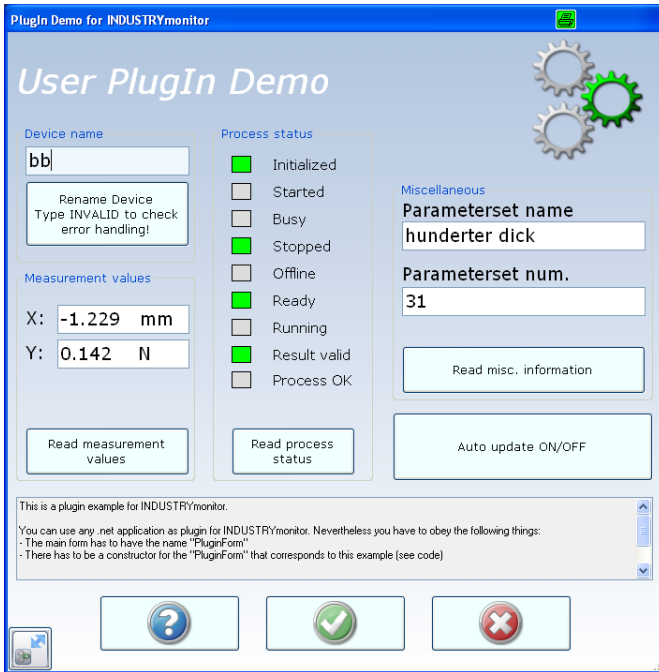 PlugIn Demo for INDUSTRYmonitor
User PlugIn Demo
Device name
bb
Rename Device
Type INVALID to check
error handling!
Measurement values
X: -1.229 mm
Y: 0.142 N
Read measurement
values
Process status
Initialized
Started
Busy
Stopped
Offline
Ready
Running
Result valid
Process OK
Read process
status
Miscellaneous
Parameterset name
hunderter dick
Parameterset num.
31
Read misc. information
Auto update ON/OFF
This is a plugin example for INDUSTRYmonitor.
You can use any .net application as plugin for INDUSTRYmonitor. Nevertheless you have to obey the following things:
- The main form has to have the name "PluginForm"
- There has to be a constructor for the "PluginForm" that corresponds to this example (see code)